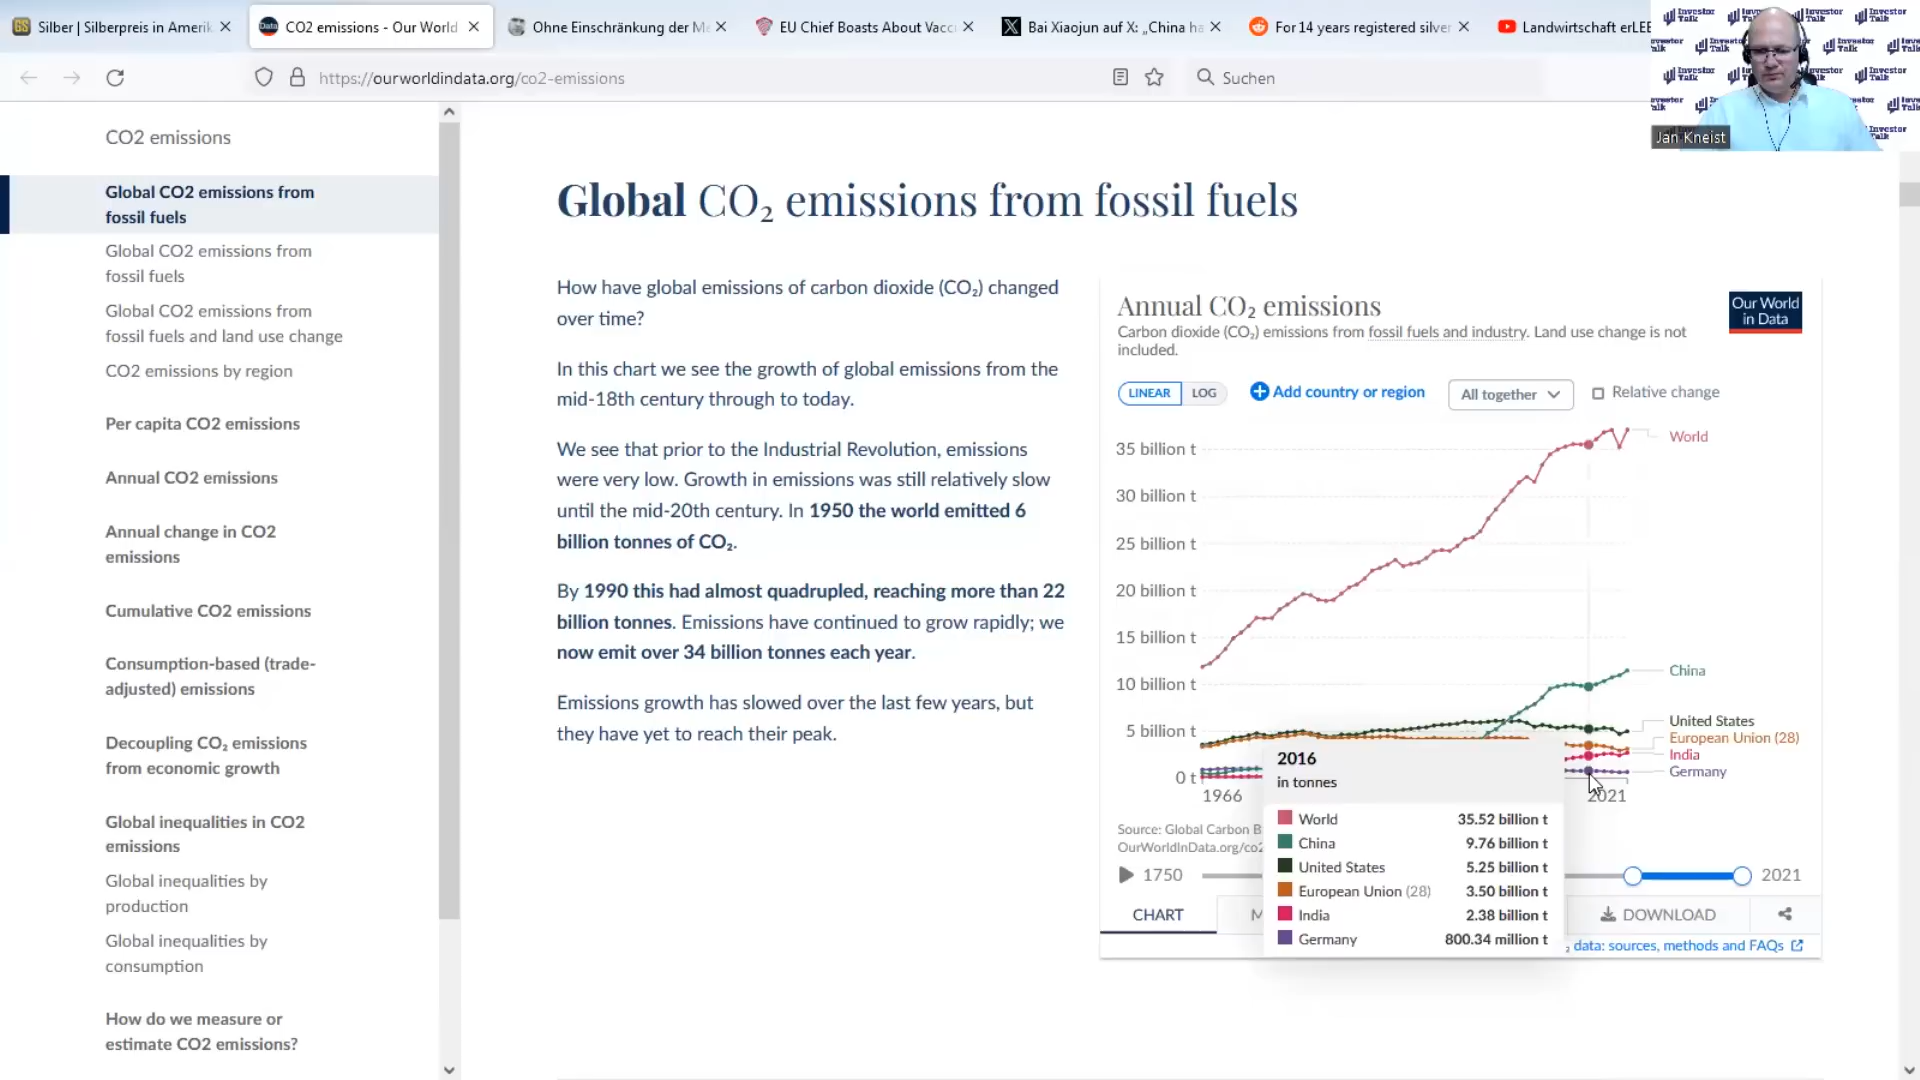 Silber | Silberpreis in Amerik
CO2 emissions - Our World
Ohne Einschränkung der Me
EU Chief Boasts About Vacc
Bai Xiaojun auf X: „China ha
For 14 years registered silver
Landwirtschaft erLEE
https://ourworldindata.org/co2-emissions
Suchen
Investor Talk
Jan Kneist
CO2 emissions
Global CO2 emissions from
fossil fuels
Global CO2 emissions from
fossil fuels
Global CO2 emissions from
fossil fuels and land use change
CO2 emissions by region
Per capita CO2 emissions
Annual CO2 emissions
Annual change in CO2
emissions
Cumulative CO2 emissions
Consumption-based (trade-
adjusted) emissions
Decoupling CO₂ emissions
from economic growth
Global inequalities in CO2
emissions
Global inequalities by
production
Global inequalities by
consumption
How do we measure or
estimate CO2 emissions?
Global CO₂ emissions from fossil fuels
How have global emissions of carbon dioxide (CO₂) changed
over time?
In this chart we see the growth of global emissions from the
mid-18th century through to today.
We see that prior to the Industrial Revolution, emissions
were very low. Growth in emissions was still relatively slow
until the mid-20th century. In 1950 the world emitted 6
billion tonnes of CO₂.
By 1990 this had almost quadrupled, reaching more than 22
billion tonnes. Emissions have continued to grow rapidly; we
now emit over 34 billion tonnes each year.
Emissions growth has slowed over the last few years, but
they have yet to reach their peak.
Annual CO₂ emissions
Carbon dioxide (CO₂) emissions from fossil fuels and industry. Land use change is not
included.
Our World
in Data
LINEAR LOG
Add country or region
All together
Relative change
35 billion t
30 billion t
25 billion t
20 billion t
15 billion t
10 billion t
5 billion t
0 t
1966
2021
World
China
United States
European Union (28)
India
Germany
2016
in tonnes
World 35.52 billion t
China 9.76 billion t
United States 5.25 billion t
European Union (28) 3.50 billion t
India 2.38 billion t
Germany 800.34 million t
Source: Global Carbon B
OurWorldInData.org/co2
1750
2021
CHART
M
DOWNLOAD
₂ data: sources, methods and FAQs